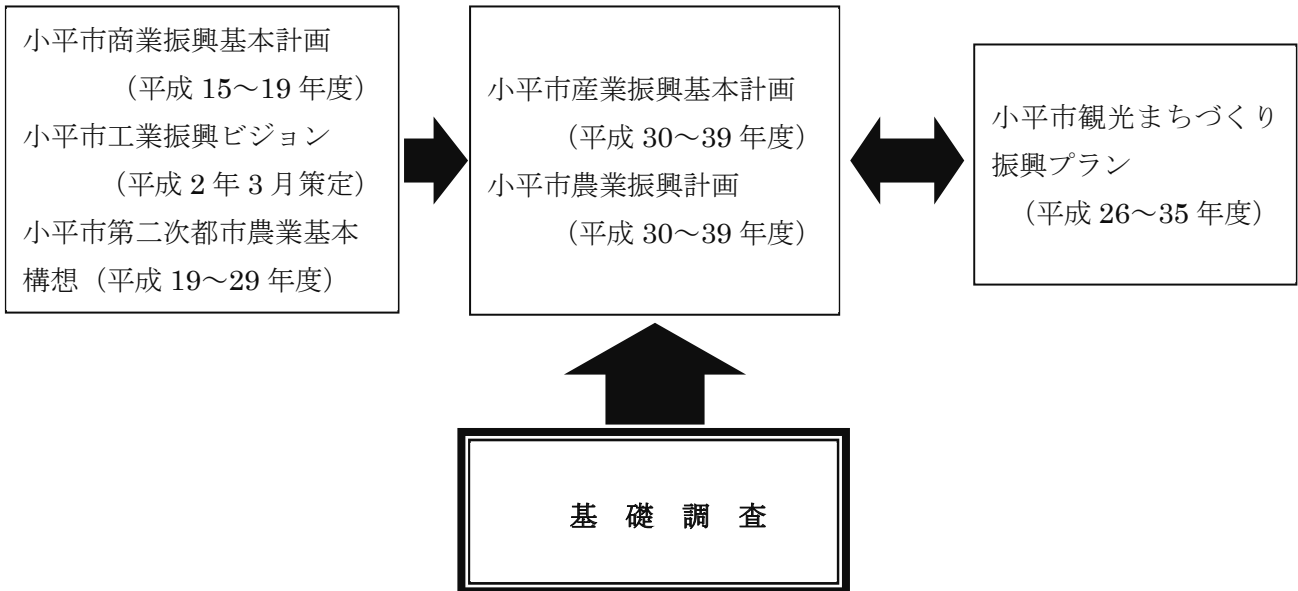 小平市商業振興基本計画
（平成 15～19 年度）
小平市工業振興ビジョン
（平成 2 年 3 月策定）
小平市第二次都市農業基本
構想（平成 19～29 年度）
小平市産業振興基本計画
（平成 30～39 年度）
小平市農業振興計画
（平成 30～39 年度）
小平市観光まちづくり
振興プラン
（平成 26～35 年度）
基 礎 調 査